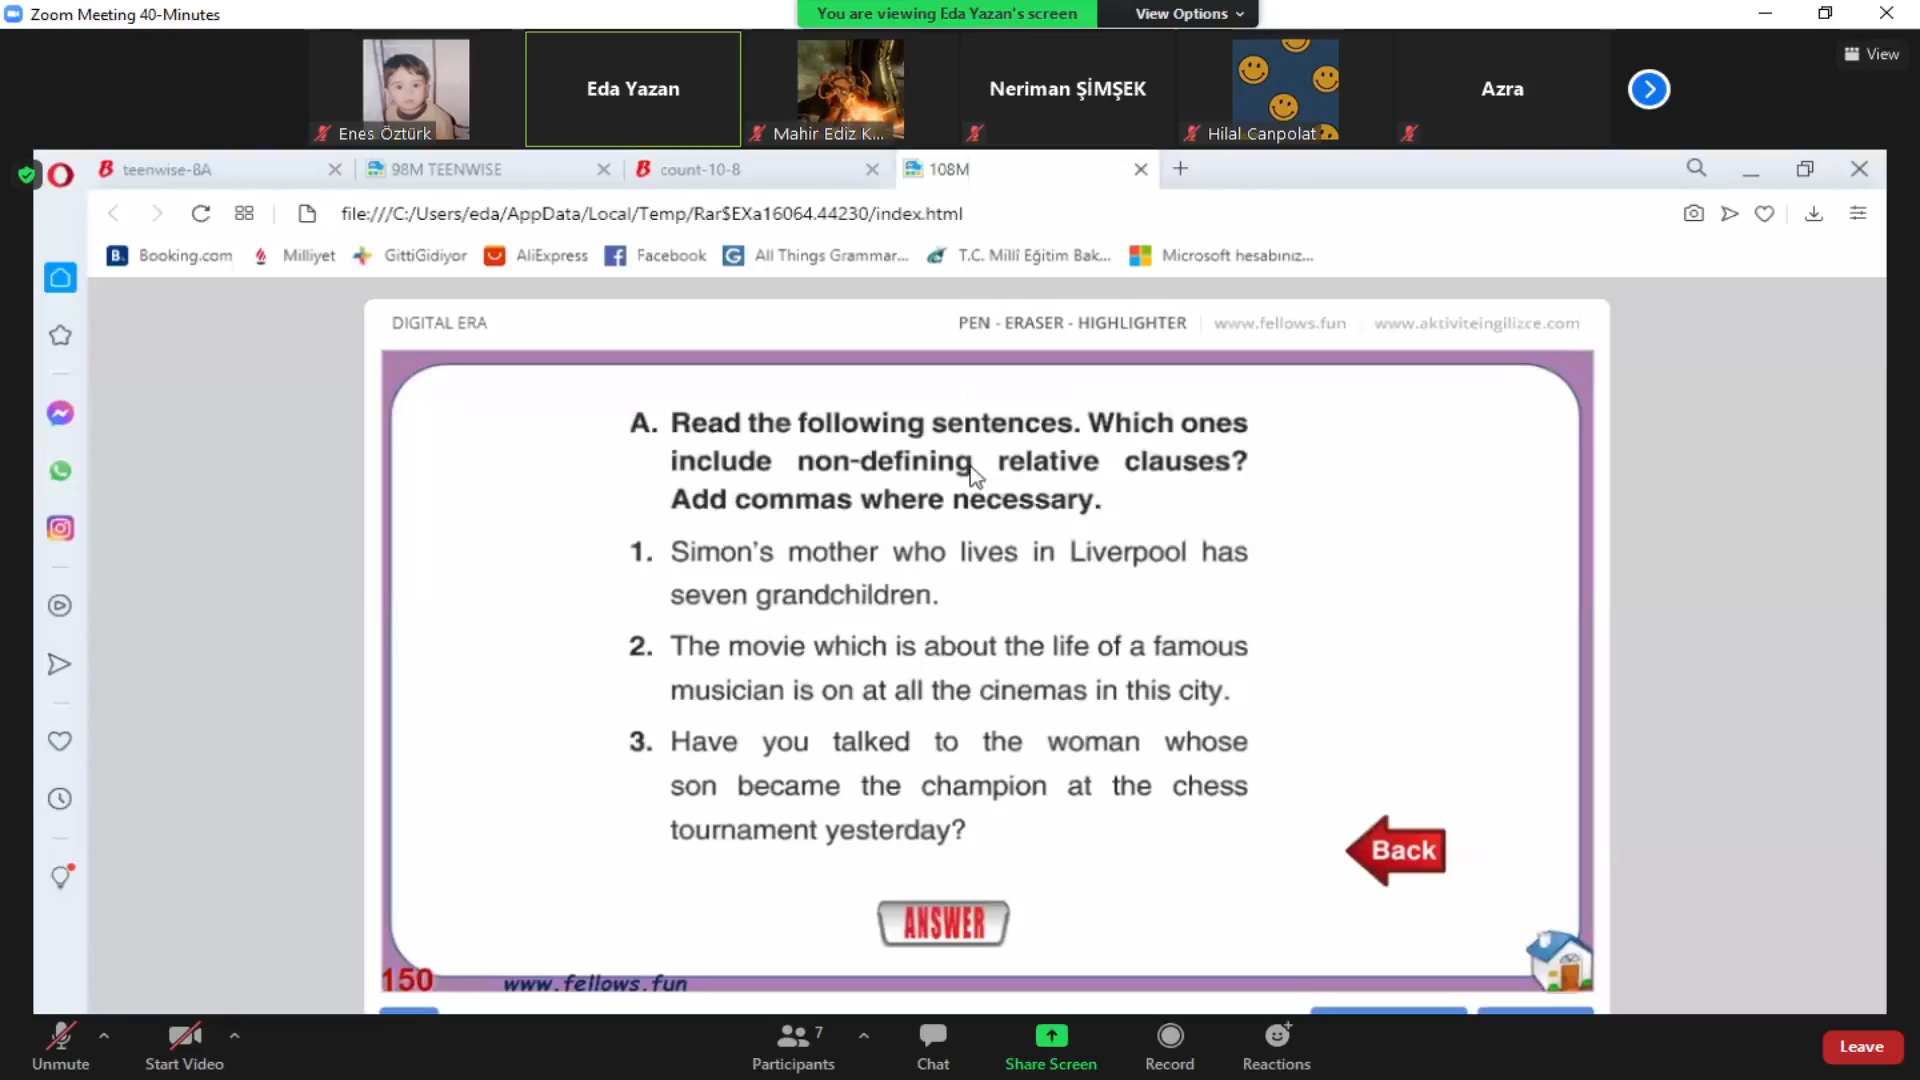 Zoom Meeting 40-Minutes
You are viewing Eda Yazan's screen
View Options
View
Enes Öztürk
Eda Yazan
Mahir Ediz K...
Neriman ŞİMŞEK
Hilal Canpolat
Azra
teenwise-8A
98M TEENWISE
count-10-8
108M
file:///C:/Users/eda/AppData/Local/Temp/Rar$EXa16064.44230/index.html
Booking.com
Milliyet
GittiGidiyor
AliExpress
Facebook
All Things Grammar...
T.C. Millî Eğitim Bak...
Microsoft hesabınız...
DIGITAL ERA
PEN - ERASER - HIGHLIGHTER
www.fellows.fun
www.aktiviteingilizce.com
A. Read the following sentences. Which ones
include non-defining relative clauses?
Add commas where necessary.
1. Simon's mother who lives in Liverpool has
seven grandchildren.
2. The movie which is about the life of a famous
musician is on at all the cinemas in this city.
3. Have you talked to the woman whose
son became the champion at the chess
tournament yesterday?
Back
ANSWER
150
www.fellows.fun
Unmute
Start Video
7
Participants
Chat
Share Screen
Record
Reactions
Leave